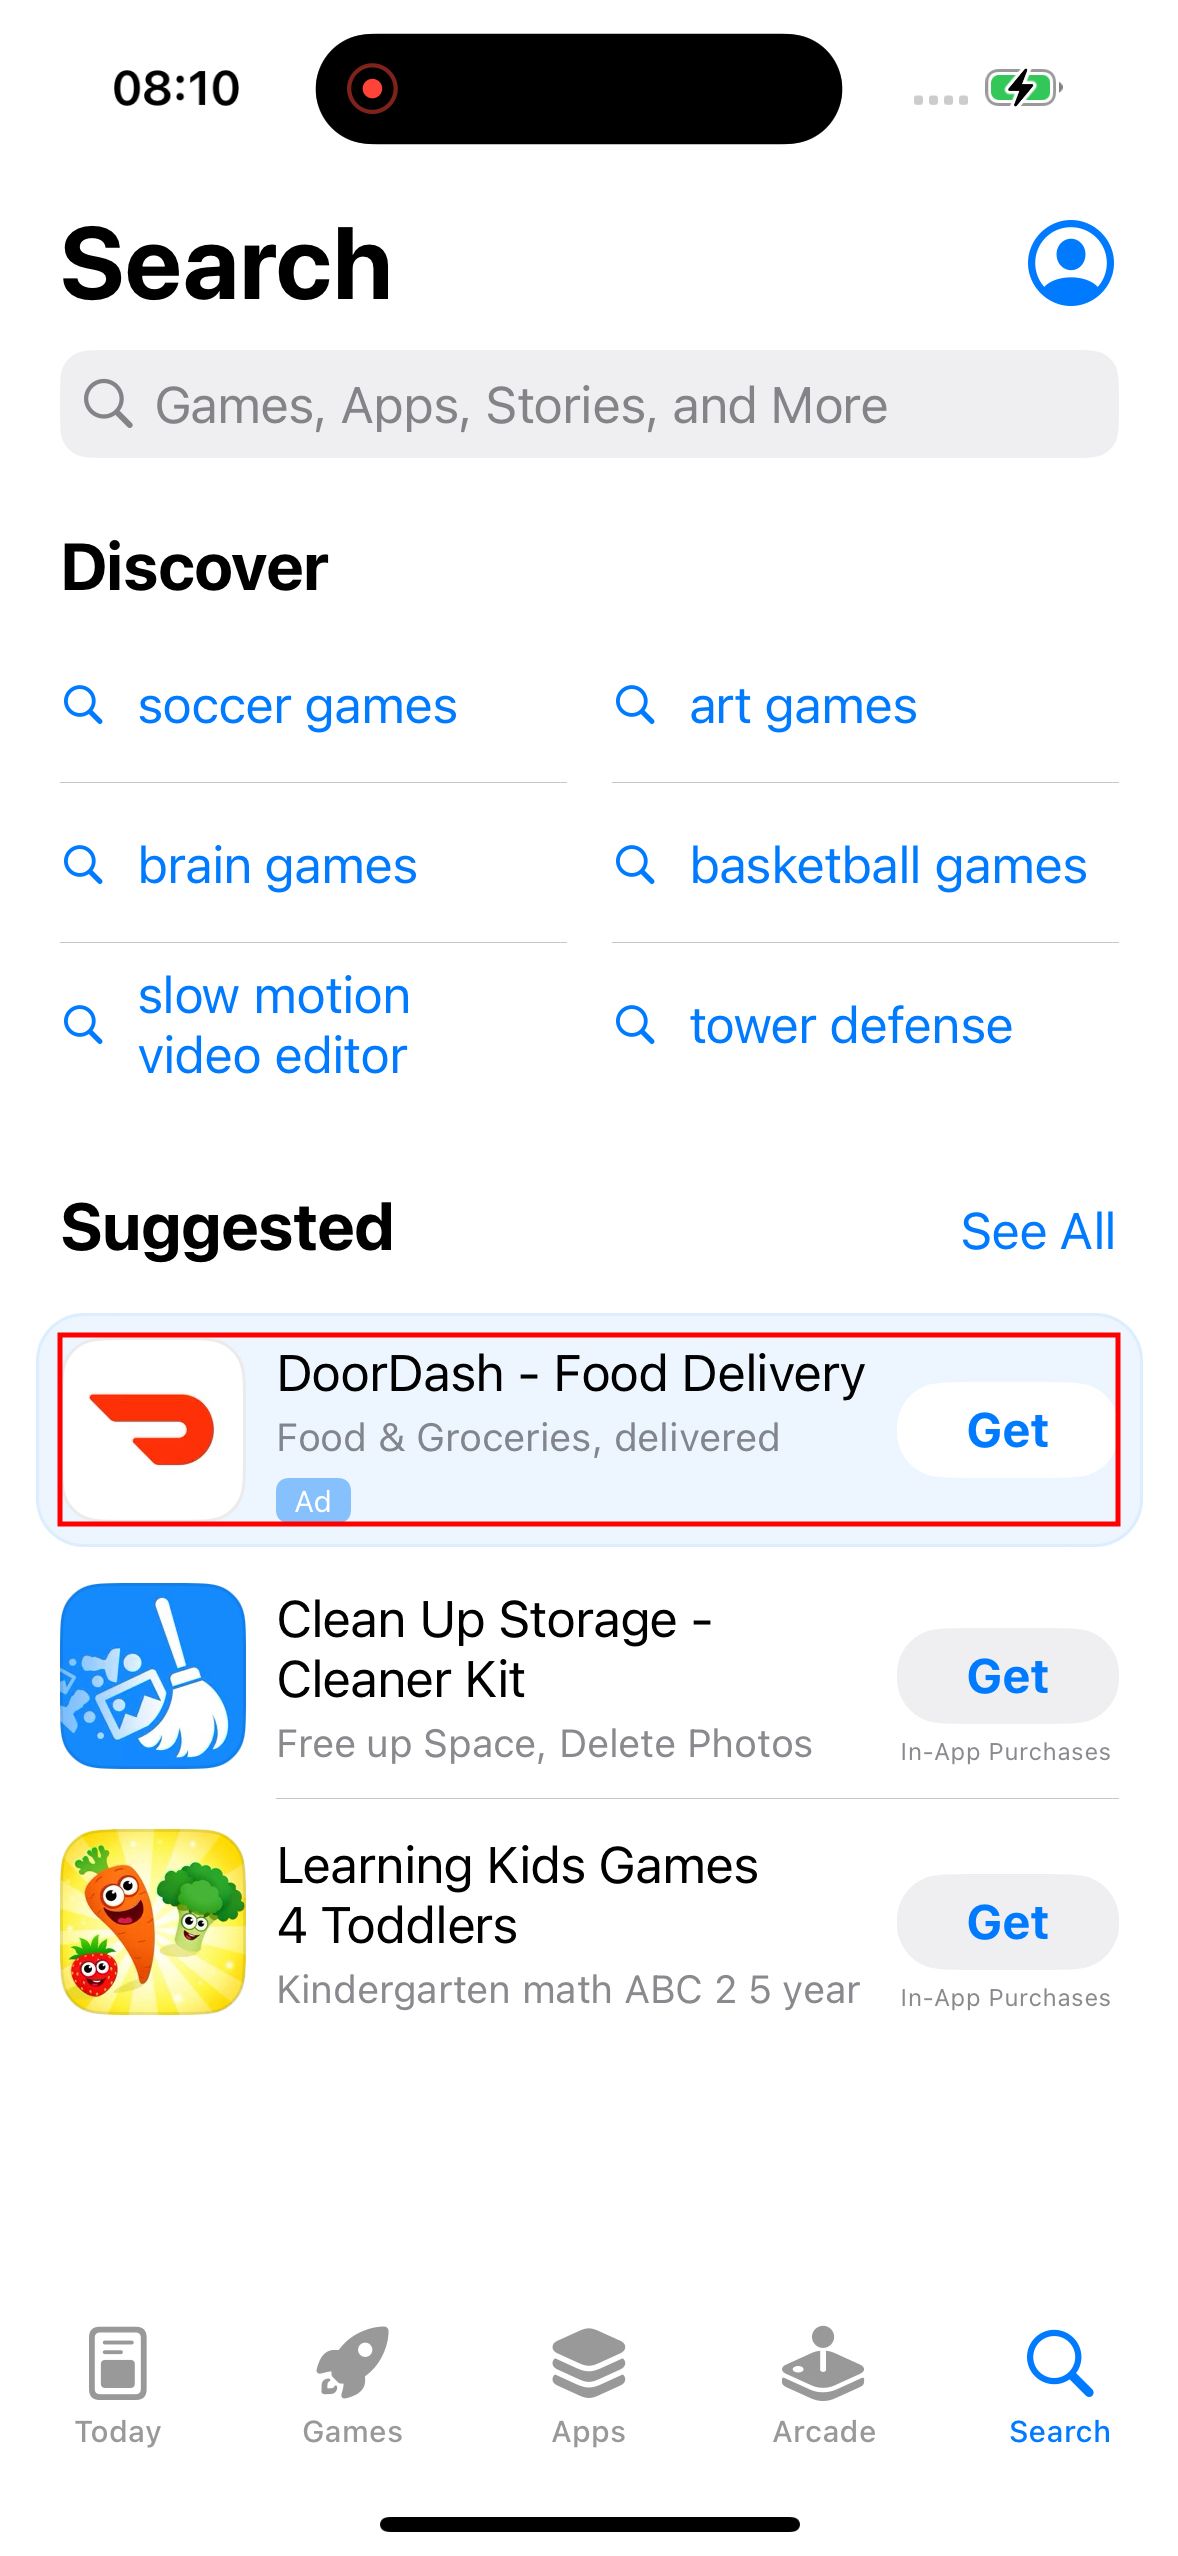 08:10
Search
Games, Apps, Stories, and More
Discover
soccer games
art games
brain games
basketball games
slow motion
video editor
tower defense
Suggested
See All
DoorDash - Food Delivery
Food & Groceries, delivered
Ad
Get
Clean Up Storage -
Cleaner Kit
Free up Space, Delete Photos
Get
In-App Purchases
Learning Kids Games
4 Toddlers
Kindergarten math ABC 2 5 year
Get
In-App Purchases
Today
Games
Apps
Arcade
Search